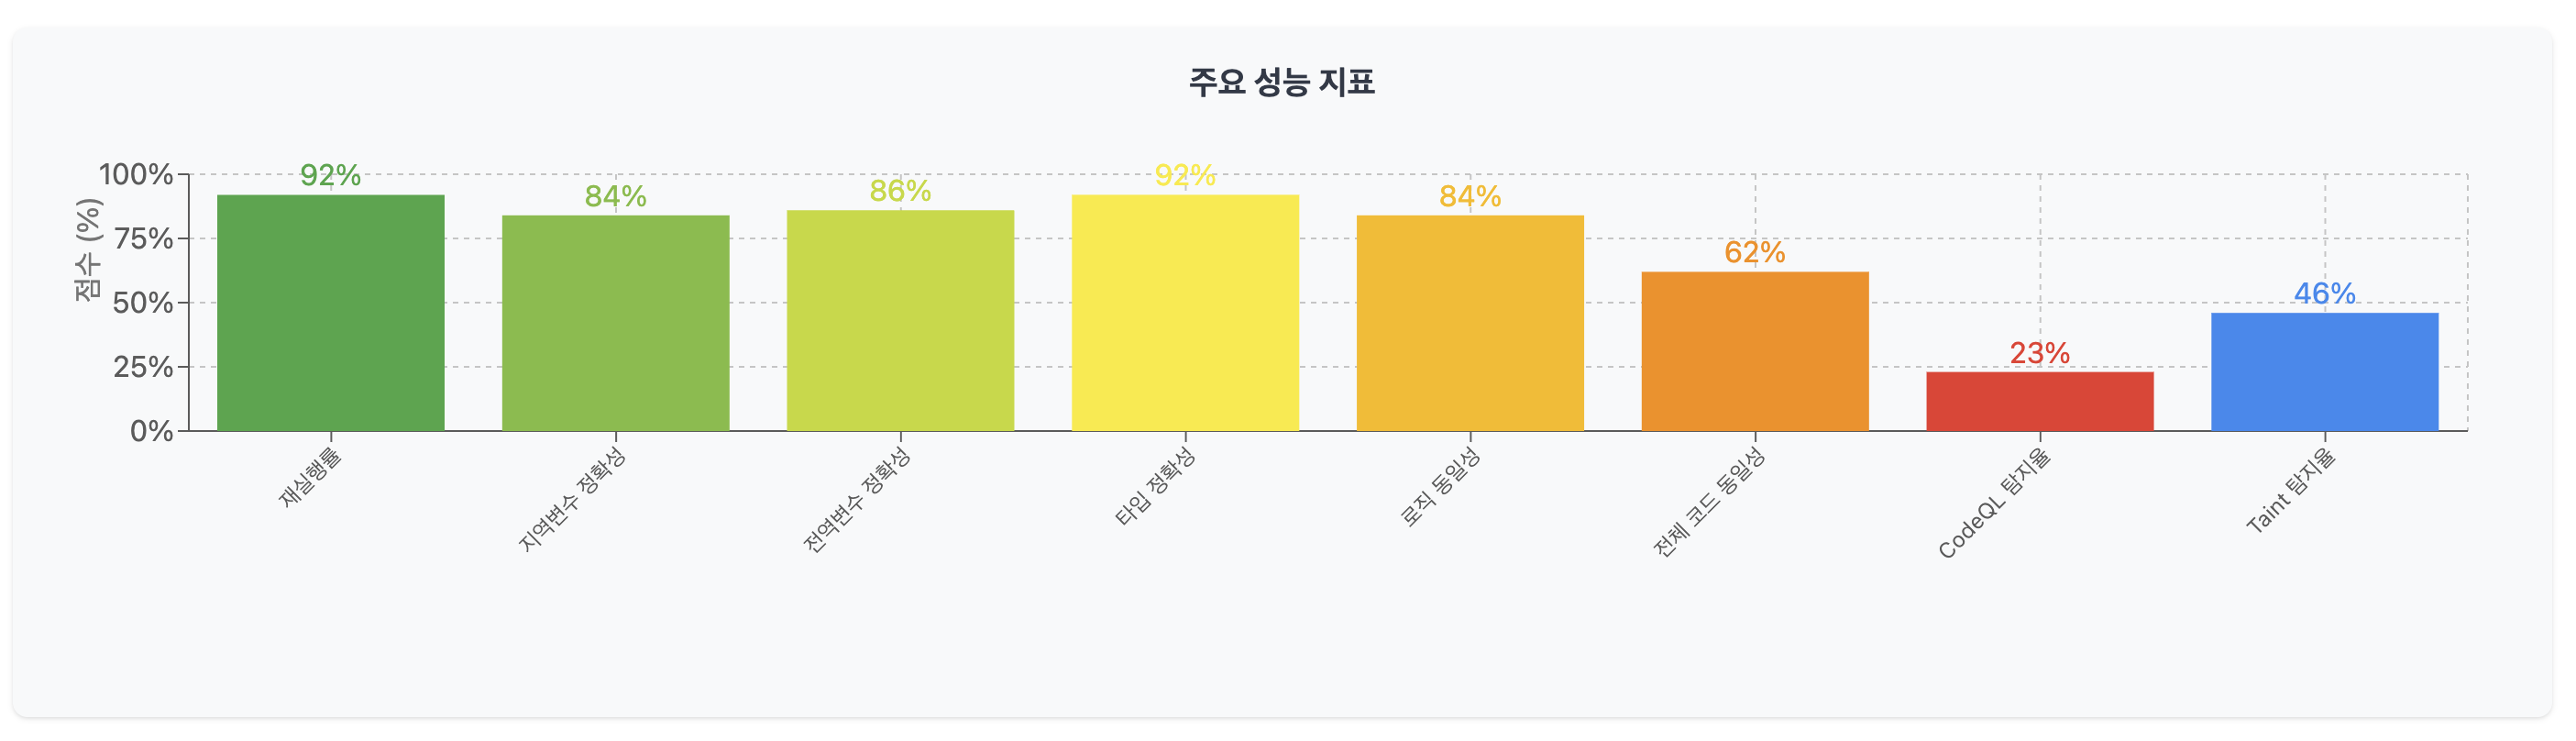 주요 성능 지표
점수 (%)
100%
75%
50%
25%
0%
92%
84%
86%
92%
84%
62%
23%
46%
재실행률
지역변수 정확성
전역변수 정확성
타입 정확성
로직 동일성
전체 코드 동일성
CodeQL 탐지율
Taint 탐지율